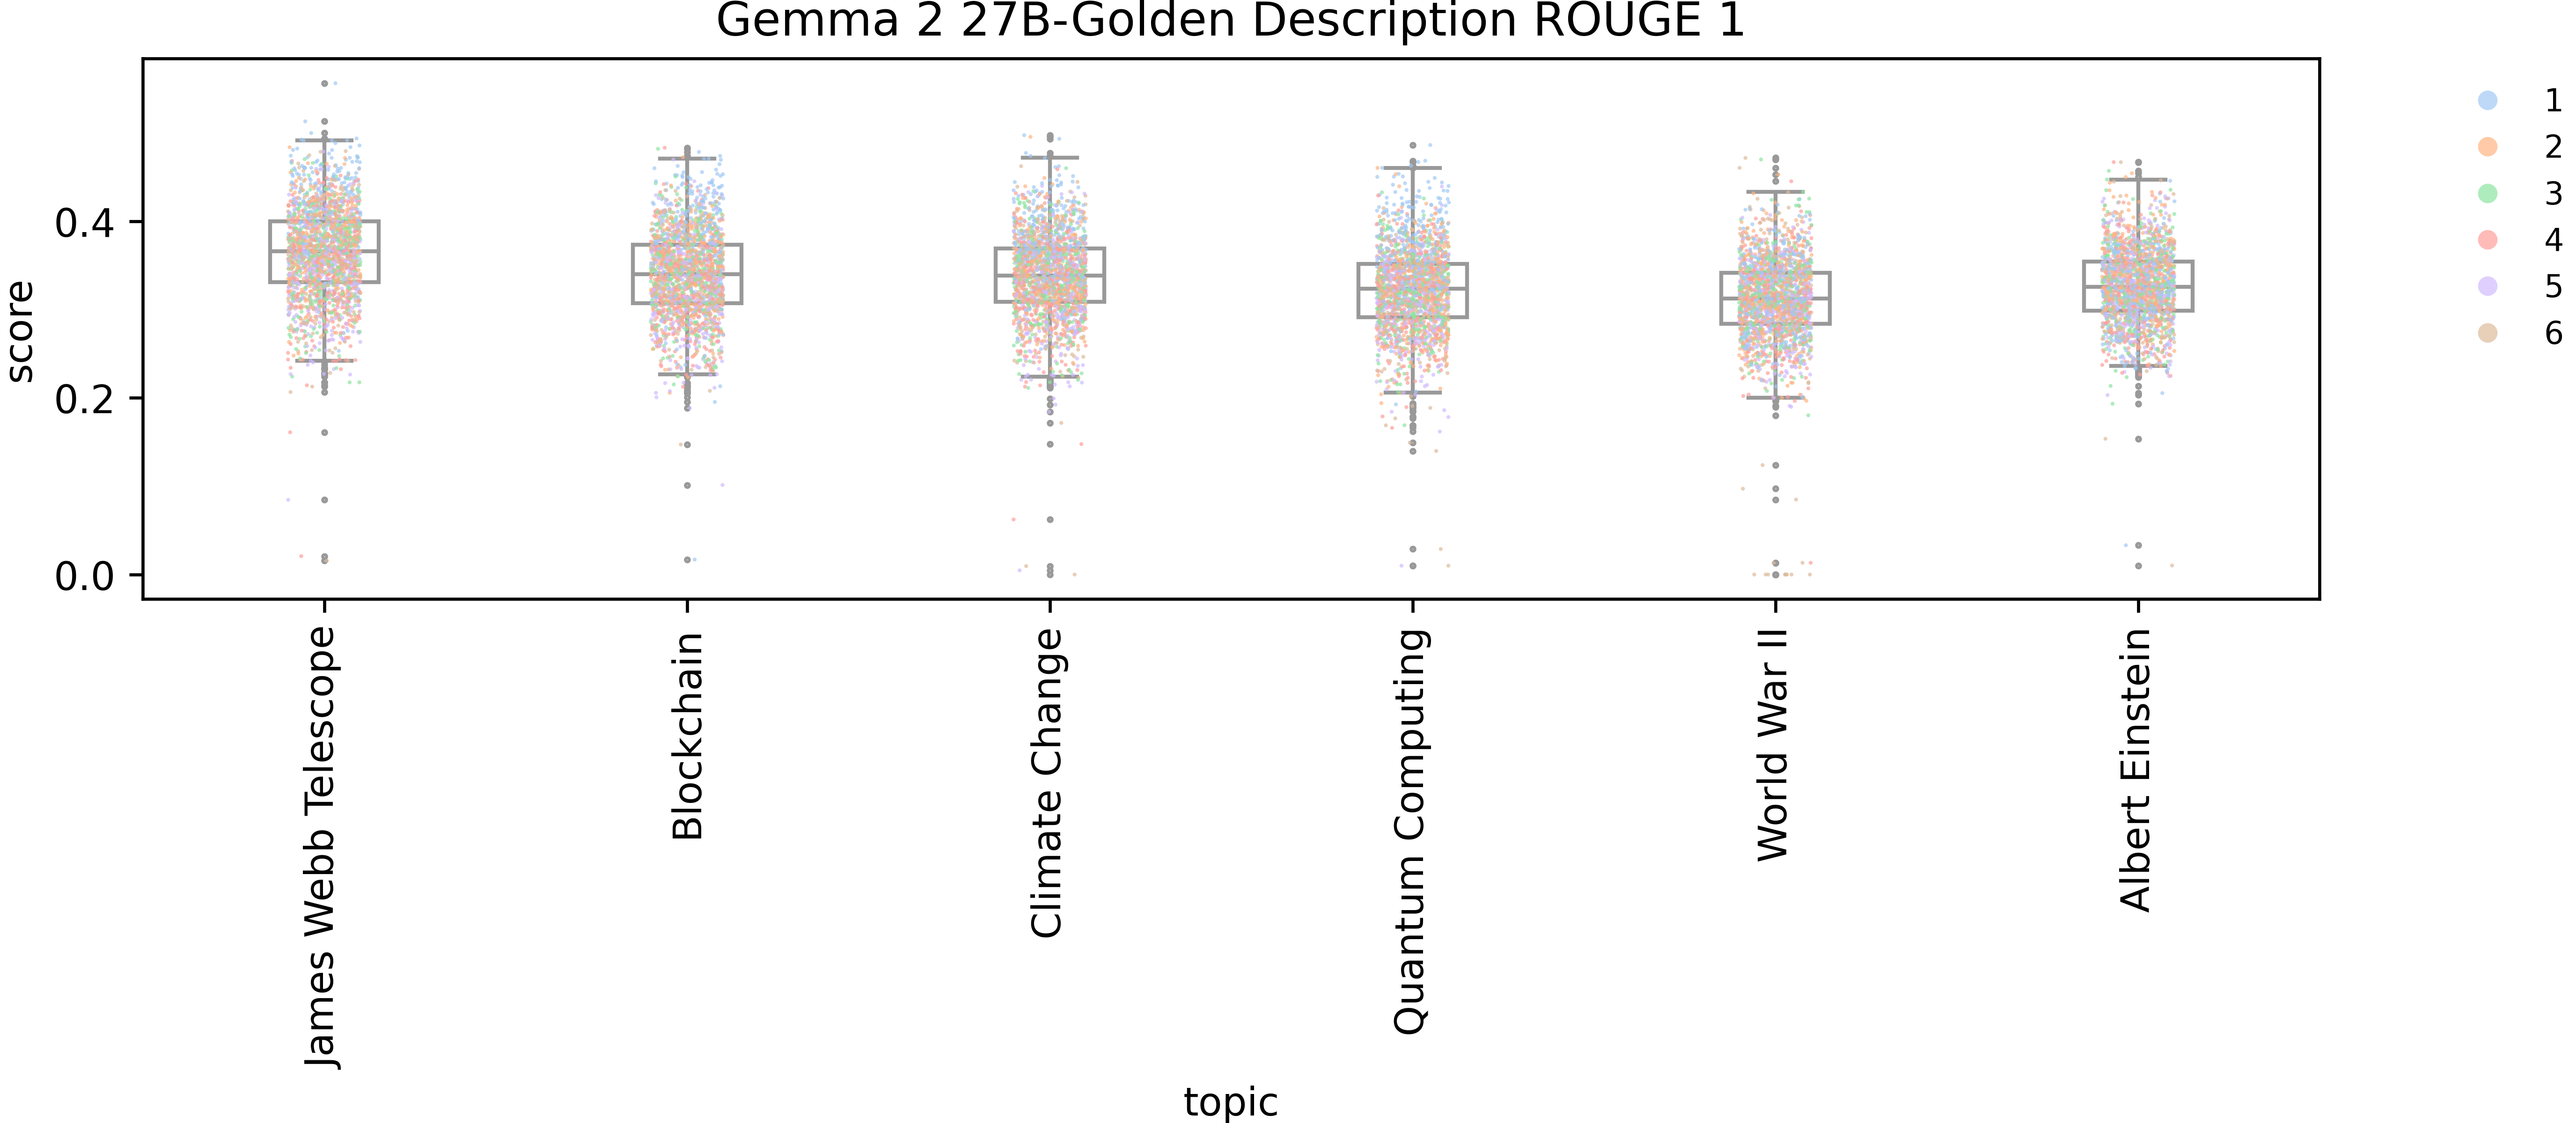 Gemma 2 27B-Golden Description ROUGE 1
score
0.4
0.2
0.0
James Webb Telescope
Blockchain
Climate Change
Quantum Computing
World War II
Albert Einstein
topic
1
2
3
4
5
6